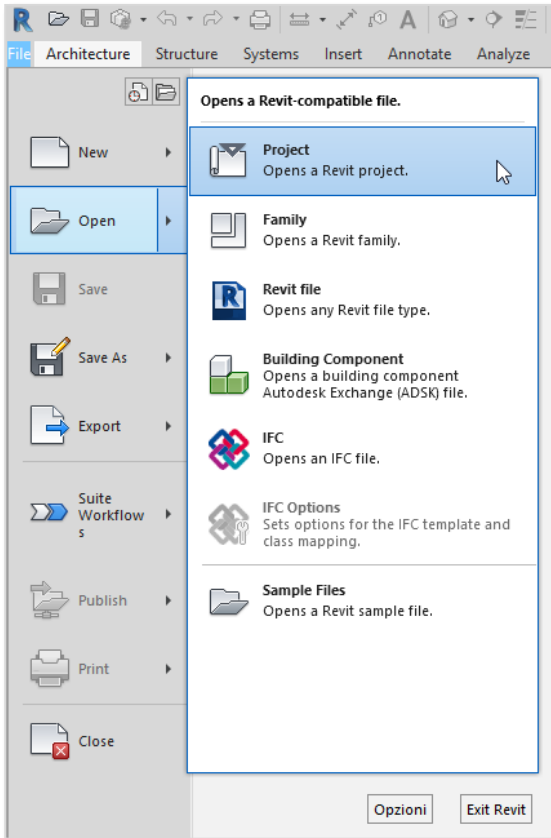 File Architecture Structure Systems Insert Annotate Analyze
Opens a Revit-compatible file.
New
Open
Save
Save As
Export
Suite
Workflow
s
Publish
Print
Close
Project
Opens a Revit project.
Family
Opens a Revit family.
Revit file
Opens any Revit file type.
Building Component
Opens a building component
Autodesk Exchange (ADSK) file.
IFC
Opens an IFC file.
IFC Options
Sets options for the IFC template and
class mapping.
Sample Files
Opens a Revit sample file.
Opzioni
Exit Revit